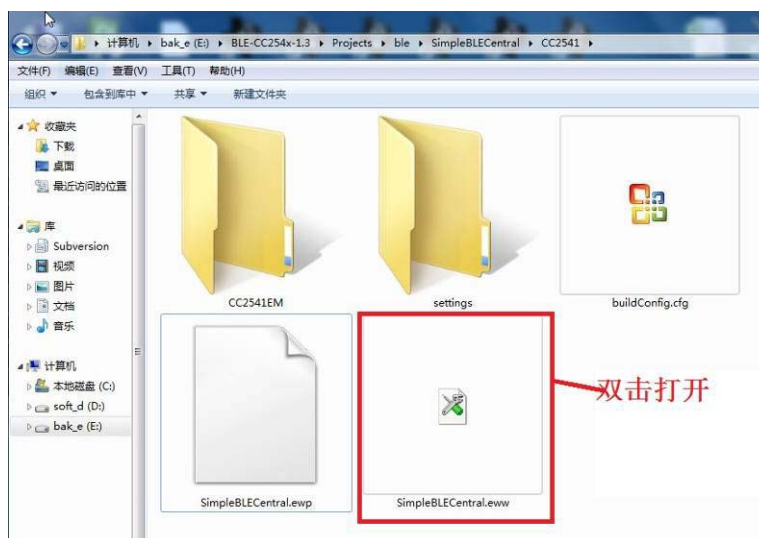 计算机 ▸ bak_e (E:) ▸ BLE-CC254x-1.3 ▸ Projects ▸ ble ▸ SimpleBLECentral ▸ CC2541 ▸
文件(F) 编辑(E) 查看(V) 工具(T) 帮助(H)
组织 包含到库中 共享 新建文件夹
收藏夹
下载
桌面
最近访问的位置
库
Subversion
视频
图片
文档
音乐
计算机
本地磁盘 (C:)
soft_d (D:)
bak_e (E:)
CC2541EM
settings
buildConfig.cfg
SimpleBLECentral.ewp
SimpleBLECentral.eww
双击打开